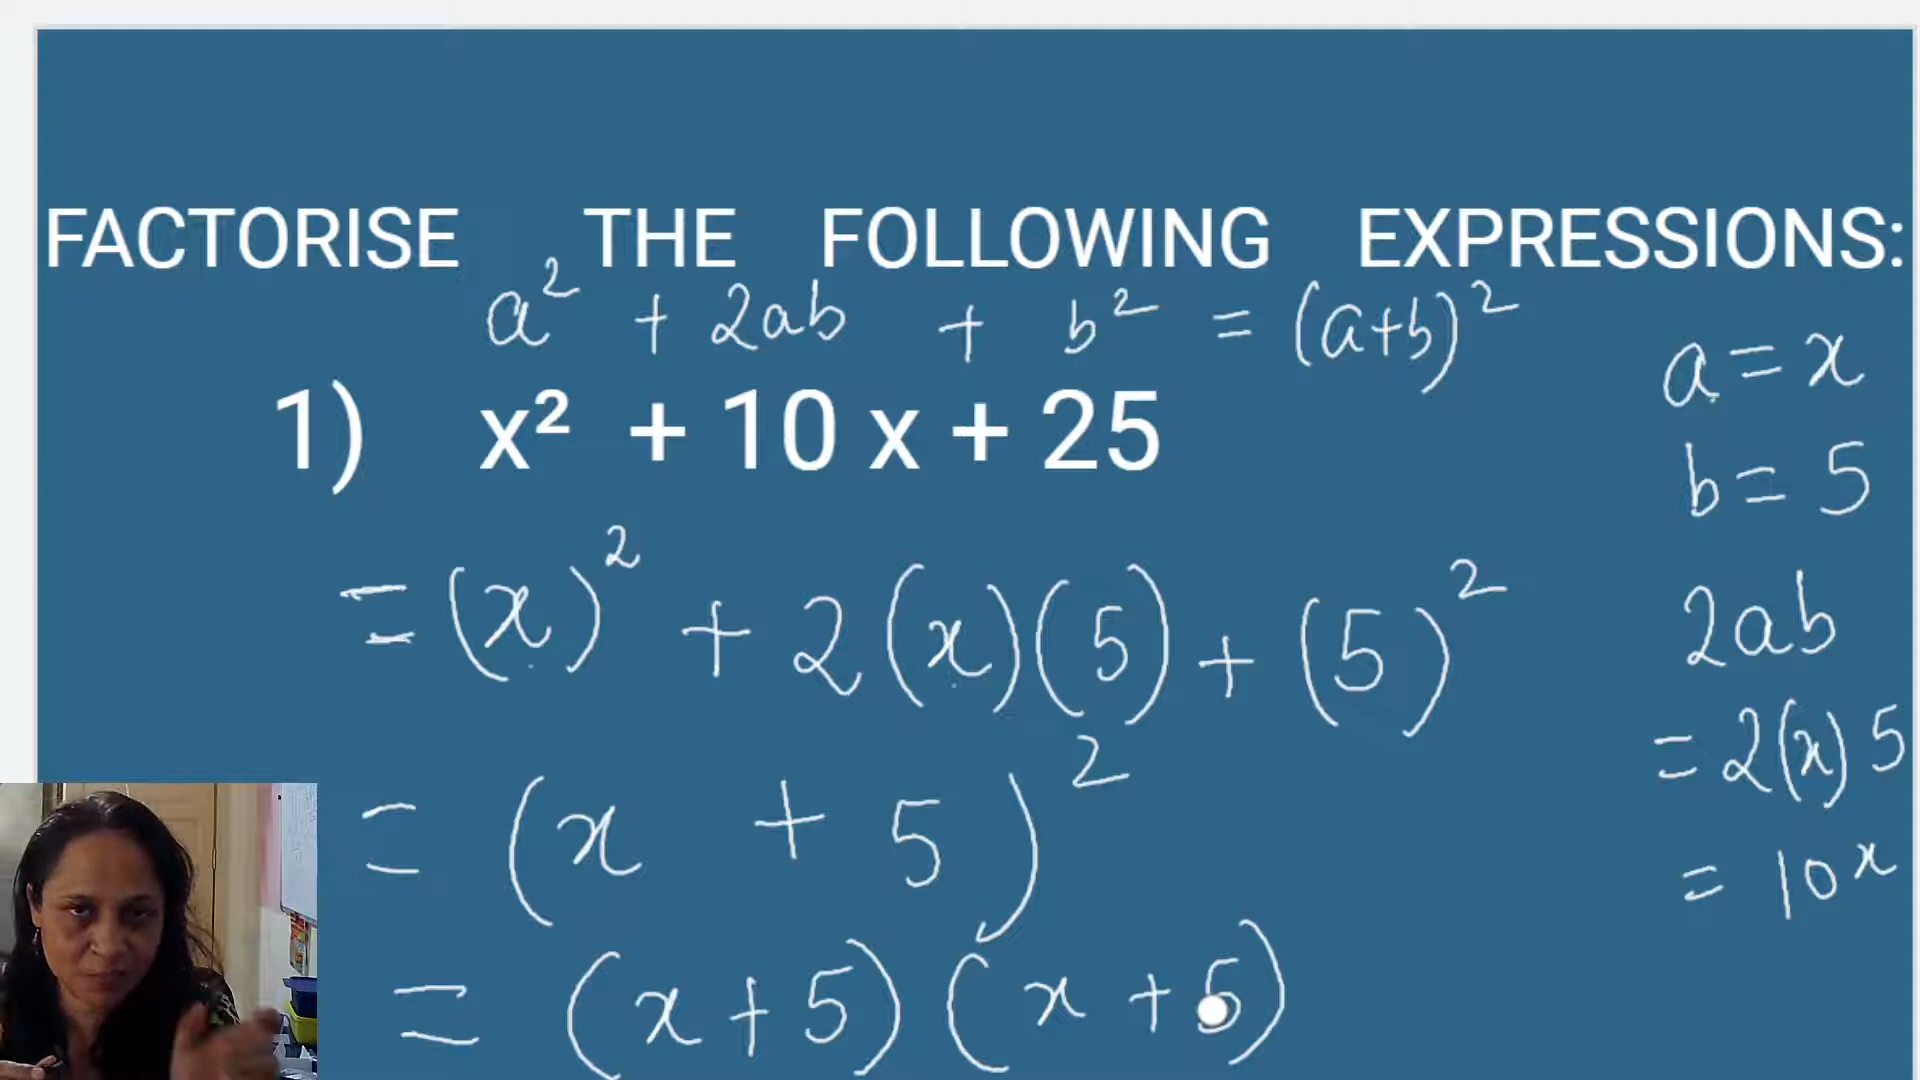 FACTORISE THE FOLLOWING EXPRESSIONS:
a² + 2ab + b² = (a+b)²
1) x² + 10 x + 25
= (x)² + 2(x)(5) + (5)²
= (x + 5)²
= (x+5)(x+5)
a = x
b = 5
2ab
= 2(x) 5
= 10x